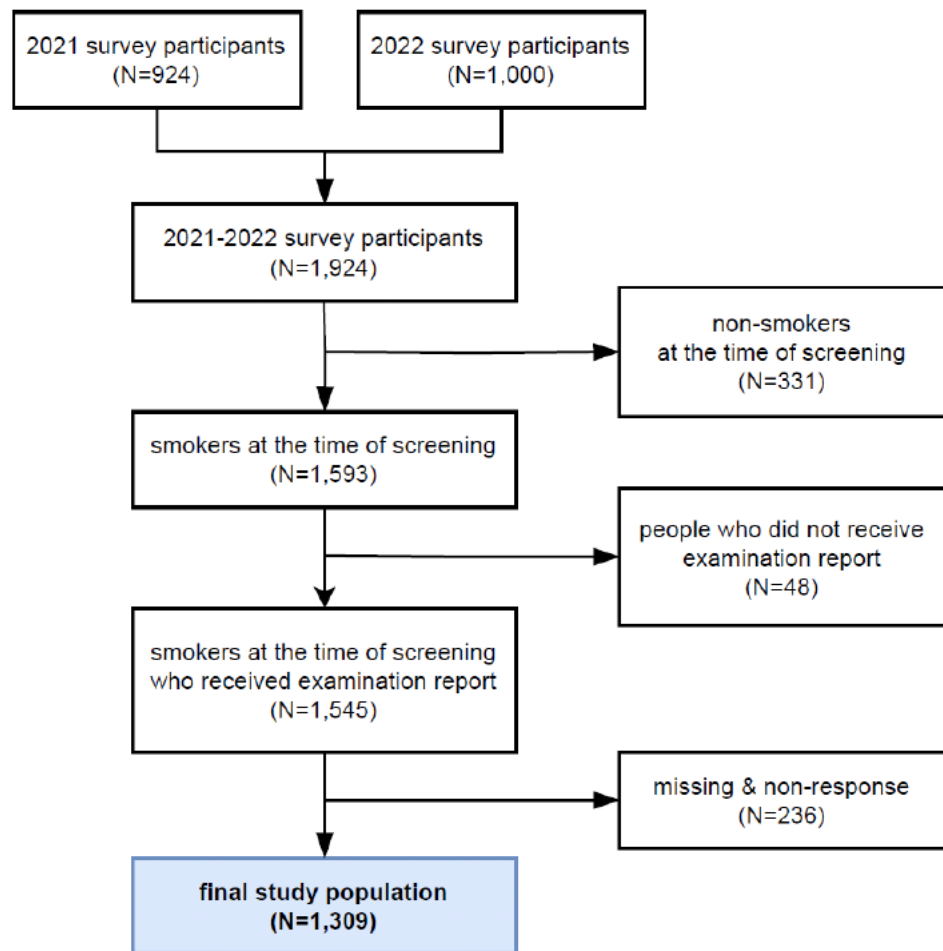 2021 survey participants
(N=924)
2022 survey participants
(N=1,000)
2021-2022 survey participants
(N=1,924)
non-smokers
at the time of screening
(N=331)
smokers at the time of screening
(N=1,593)
people who did not receive
examination report
(N=48)
smokers at the time of screening
who received examination report
(N=1,545)
missing & non-response
(N=236)
final study population
(N=1,309)